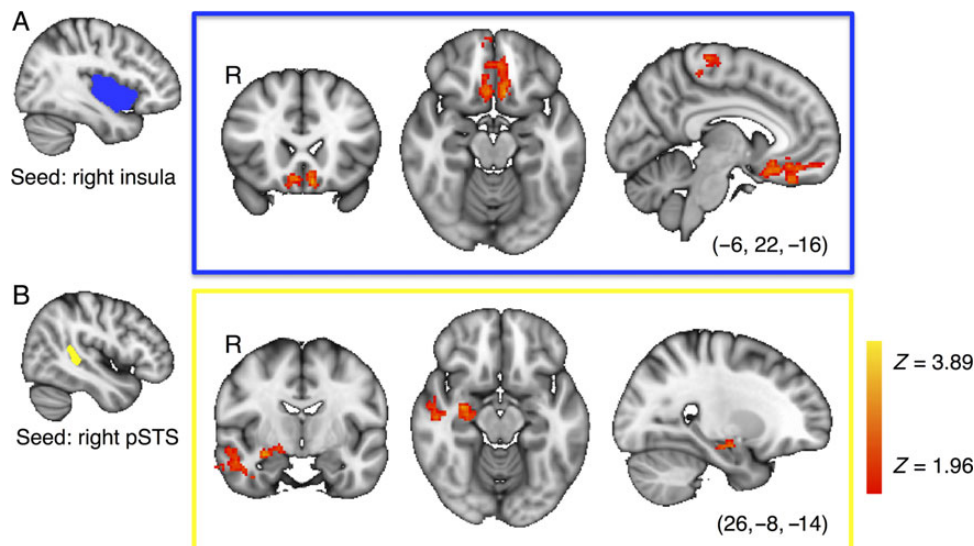 A
R
Seed: right insula
(−6, 22, −16)
B
R
Z = 3.89
Seed: right pSTS
Z = 1.96
(26, −8, −14)